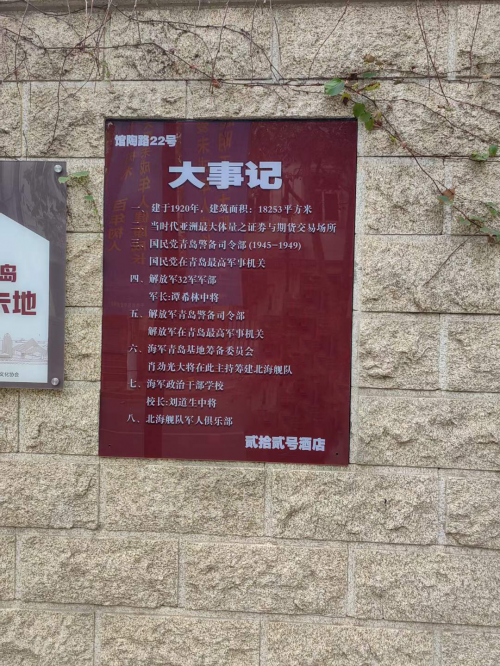 馆陶路22号
大事记
一、建于1920年，建筑面积：18253平方米
二、当时代亚洲最大体量之证券与期货交易场所
三、国民党青岛警备司令部(1945-1949)
国民党在青岛最高军事机关
四、解放军32军军部
军长:谭希林中将
五、解放军青岛警备司令部
解放军在青岛最高军事机关
六、海军青岛基地筹备委员会
肖劲光大将在此主持筹建北海舰队
七、海军政治干部学校
校长:刘道生中将
八、北海舰队军人俱乐部
贰拾贰号酒店
岛
示地